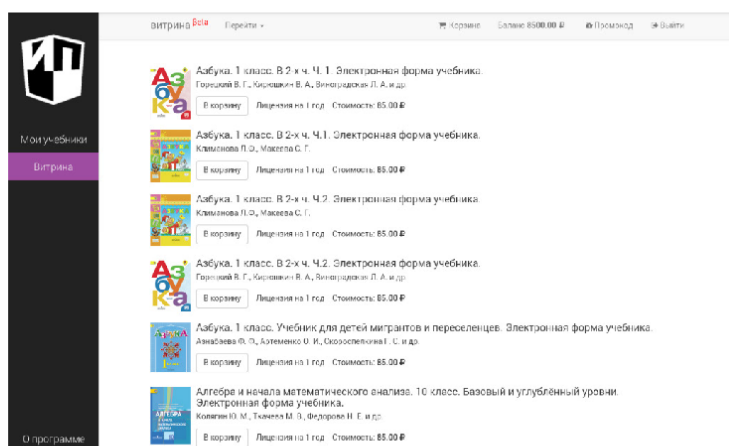 витрина Beta Перейти Корзина Баланс 8500.00 ₽ Промокод Выйти
ИП
Мои учебники
Витрина
О программе
Азбука. 1 класс. В 2-х ч. Ч. 1. Электронная форма учебника.
Горецкий В. Г., Кирюшкин В. А., Виноградская Л. А. и др.
В корзину Лицензия на 1 год Стоимость: 85.00 ₽
Азбука. 1 класс. В 2-х ч. Ч.1. Электронная форма учебника.
Климанова Л.Ф., Макеева С. Г.
В корзину Лицензия на 1 год Стоимость: 85.00 ₽
Азбука. 1 класс. В 2-х ч. Ч.2. Электронная форма учебника.
Климанова Л.Ф., Макеева С. Г.
В корзину Лицензия на 1 год Стоимость: 85.00 ₽
Азбука. 1 класс. В 2-х ч. Ч.2. Электронная форма учебника.
Горецкий В. Г., Кирюшкин В. А., Виноградская Л. А. и др.
В корзину Лицензия на 1 год Стоимость: 85.00 ₽
Азбука. 1 класс. Учебник для детей мигрантов и переселенцев. Электронная форма учебника.
Азнабаева Ф. Ф., Артеменко О. И., Скороспелкина Г. С. и др.
В корзину Лицензия на 1 год Стоимость: 85.00 ₽
Алгебра и начала математического анализа. 10 класс. Базовый и углублённый уровни.
Электронная форма учебника.
Колягин Ю. М., Ткачева М. В., Федорова Н. Е. и др.
В корзину Лицензия на 1 год Стоимость: 85.00 ₽